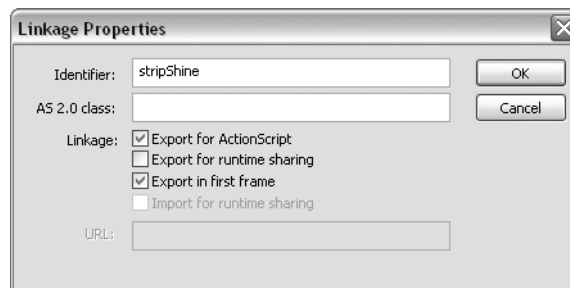 Linkage Properties
Identifier: stripShine OK
AS 2.0 class: Cancel
Linkage: Export for ActionScript
Export for runtime sharing
Export in first frame
Import for runtime sharing
URL: